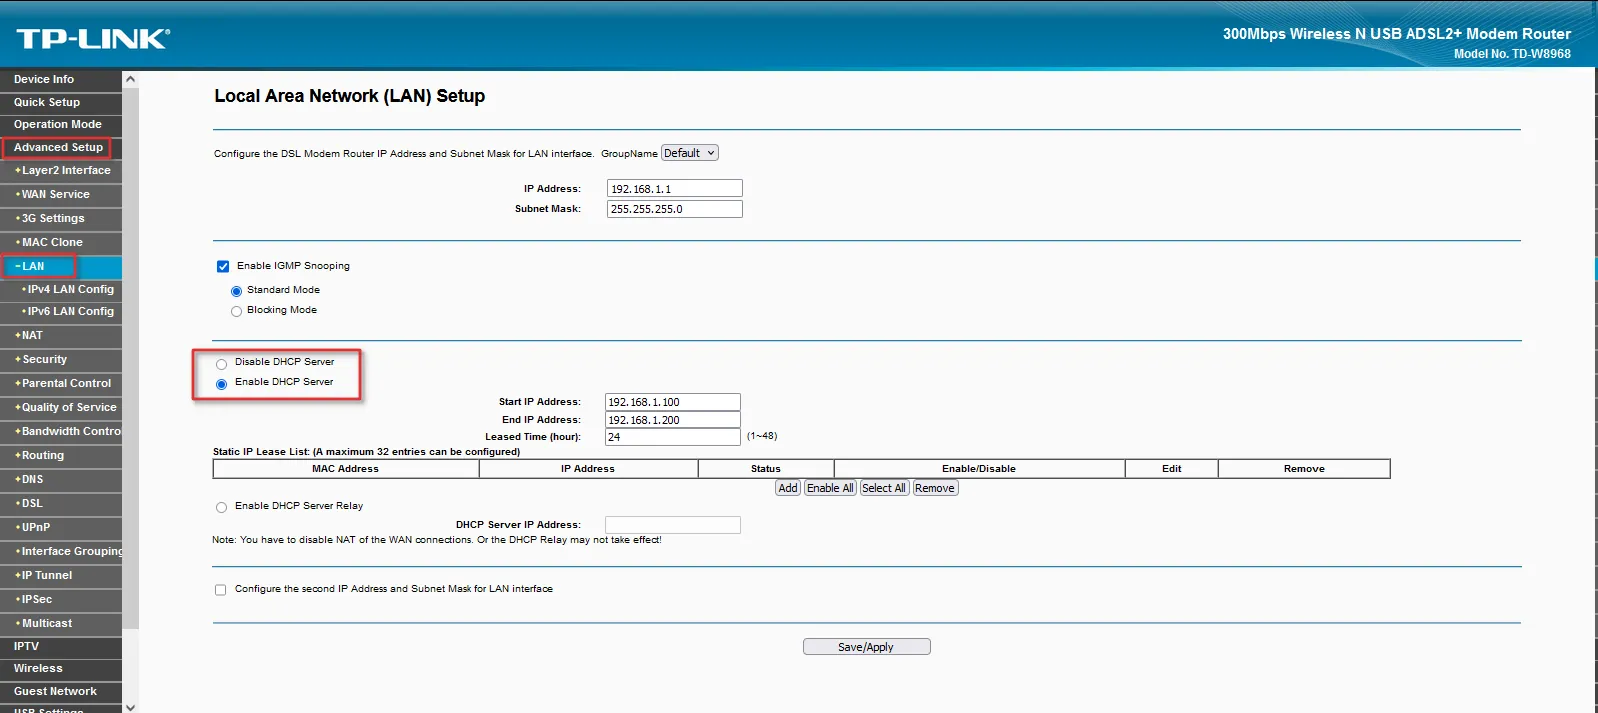 TP-LINK®
300Mbps Wireless N USB ADSL2+ Modem Router
Model No. TD-W8968
Device Info
Quick Setup
Operation Mode
Advanced Setup
+Layer2 Interface
•WAN Service
•3G Settings
•MAC Clone
-LAN
•IPv4 LAN Config
•IPv6 LAN Config
+NAT
+Security
+Parental Control
+Quality of Service
+Bandwidth Contro
+Routing
+DNS
•DSL
•UPnP
•Interface Grouping
+IP Tunnel
•IPSec
•Multicast
IPTV
Wireless
Guest Network
USB Settings
Local Area Network (LAN) Setup
Configure the DSL Modem Router IP Address and Subnet Mask for LAN interface. GroupName Default
IP Address: 192.168.1.1
Subnet Mask: 255.255.255.0
Enable IGMP Snooping
Standard Mode
Blocking Mode
Disable DHCP Server
Enable DHCP Server
Start IP Address: 192.168.1.100
End IP Address: 192.168.1.200
Leased Time (hour): 24 (1~48)
Static IP Lease List: (A maximum 32 entries can be configured)
MAC Address IP Address Status Enable/Disable Edit Remove
Add Enable All Select All Remove
Enable DHCP Server Relay
DHCP Server IP Address:
Note: You have to disable NAT of the WAN connections. Or the DHCP Relay may not take effect!
Configure the second IP Address and Subnet Mask for LAN interface
Save/Apply